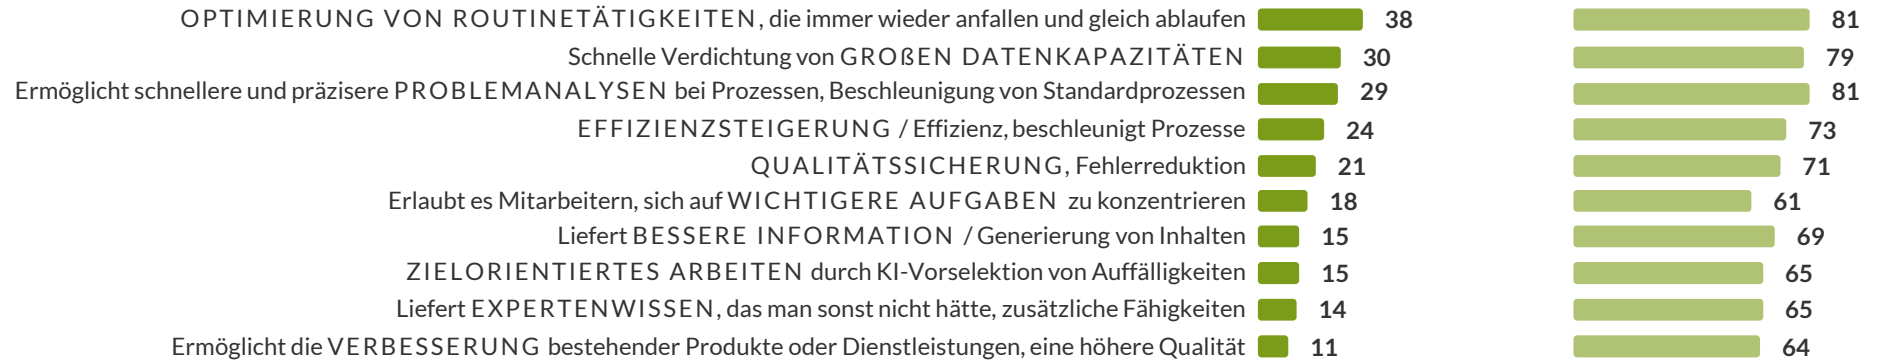 OPTIMIERUNG VON ROUTINETÄTIGKEITEN, die immer wieder anfallen und gleich ablaufen 38 81
Schnelle Verdichtung von GROßEN DATENKAPAZITÄTEN 30 79
Ermöglicht schnellere und präzisere PROBLEMANALYSEN bei Prozessen, Beschleunigung von Standardprozessen 29 81
EFFIZIENZSTEIGERUNG / Effizienz, beschleunigt Prozesse 24 73
QUALITÄTSSICHERUNG, Fehlerreduktion 21 71
Erlaubt es Mitarbeitern, sich auf WICHTIGERE AUFGABEN zu konzentrieren 18 61
Liefert BESSERE INFORMATION / Generierung von Inhalten 15 69
ZIELORIENTIERTES ARBEITEN durch KI-Vorselektion von Auffälligkeiten 15 65
Liefert EXPERTENWISSEN, das man sonst nicht hätte, zusätzliche Fähigkeiten 14 65
Ermöglicht die VERBESSERUNG bestehender Produkte oder Dienstleistungen, eine höhere Qualität 11 64